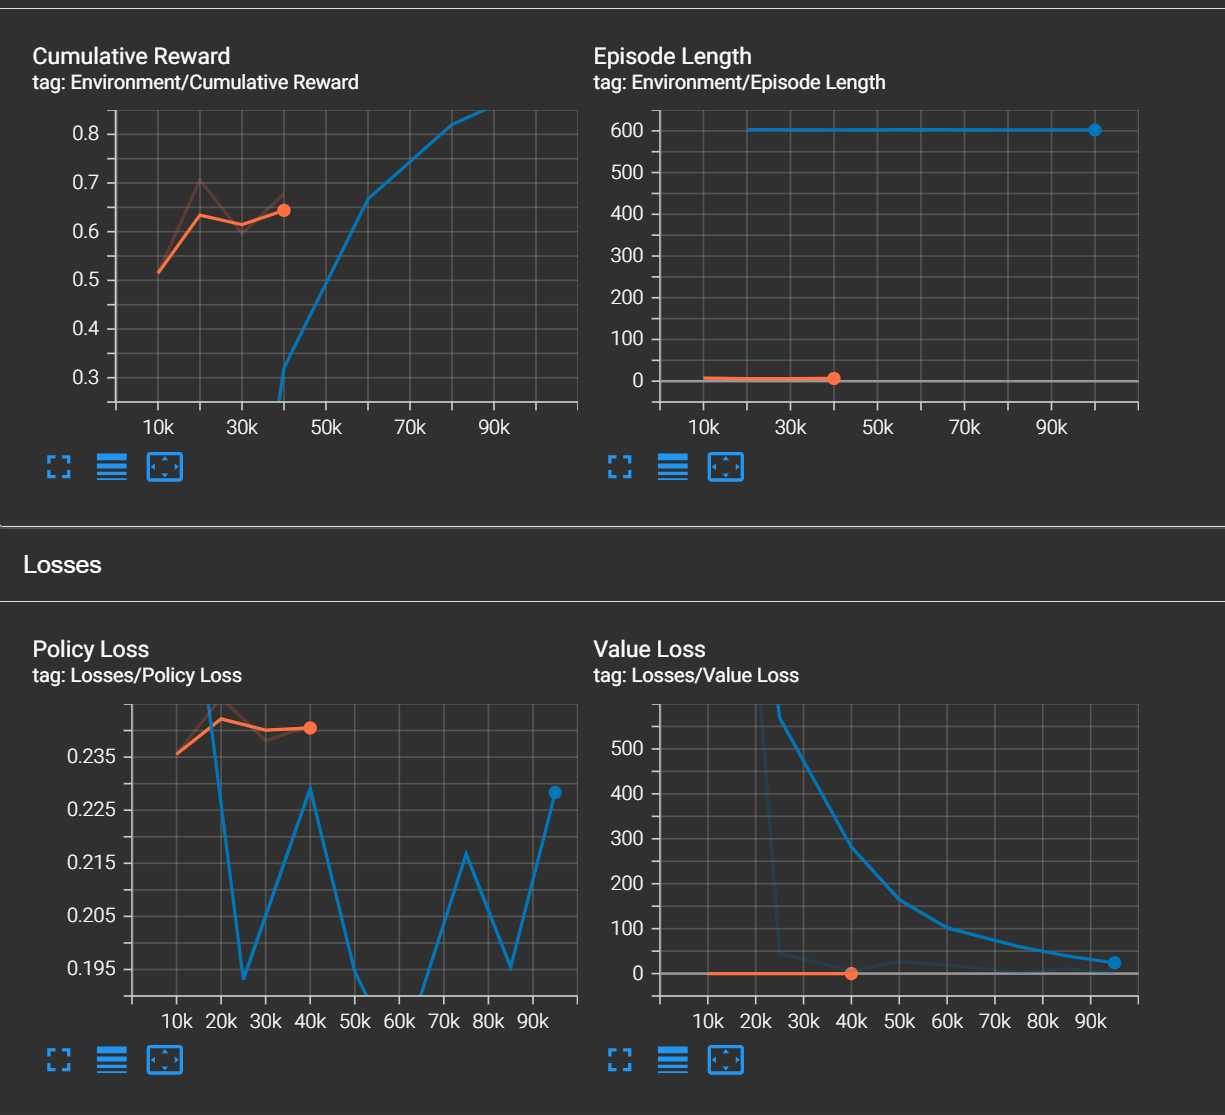 Cumulative Reward
tag: Environment/Cumulative Reward
0.8
0.7
0.6
0.5
0.4
0.3
10k 30k 50k 70k 90k
Episode Length
tag: Environment/Episode Length
600
500
400
300
200
100
0
10k 30k 50k 70k 90k
Losses
Policy Loss
tag: Losses/Policy Loss
0.235
0.225
0.215
0.205
0.195
10k 20k 30k 40k 50k 60k 70k 80k 90k
Value Loss
tag: Losses/Value Loss
500
400
300
200
100
0
10k 20k 30k 40k 50k 60k 70k 80k 90k